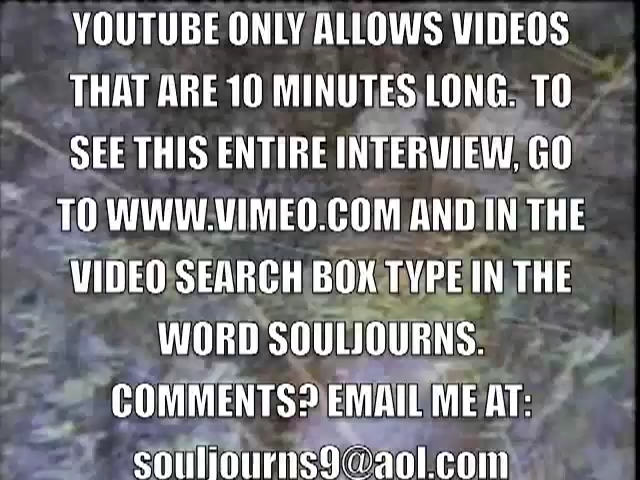 YOUTUBE ONLY ALLOWS VIDEOS
THAT ARE 10 MINUTES LONG.  TO
SEE THIS ENTIRE INTERVIEW, GO
TO WWW.VIMEO.COM AND IN THE
VIDEO SEARCH BOX TYPE IN THE
WORD SOULJOURNS.
COMMENTS? EMAIL ME AT:
souljourns9@aol.com